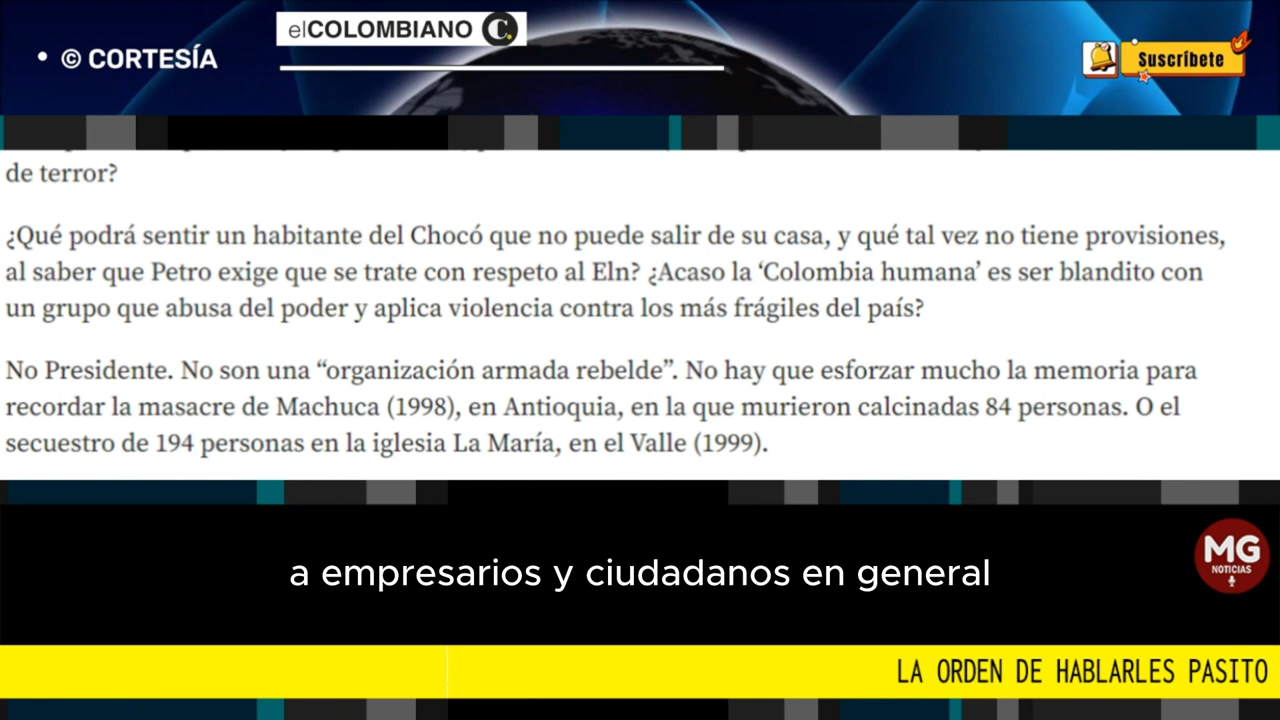 elCOLOMBIANO C.
• © CORTESÍA
Suscríbete
de terror?
¿Qué podrá sentir un habitante del Chocó que no puede salir de su casa, y qué tal vez no tiene provisiones,
al saber que Petro exige que se trate con respeto al Eln? ¿Acaso la ‘Colombia humana’ es ser blandito con
un grupo que abusa del poder y aplica violencia contra los más frágiles del país?
No Presidente. No son una “organización armada rebelde”. No hay que esforzar mucho la memoria para
recordar la masacre de Machuca (1998), en Antioquia, en la que murieron calcinadas 84 personas. O el
secuestro de 194 personas en la iglesia La María, en el Valle (1999).
a empresarios y ciudadanos en general
MG
NOTICIAS
LA ORDEN DE HABLARLES PASITO